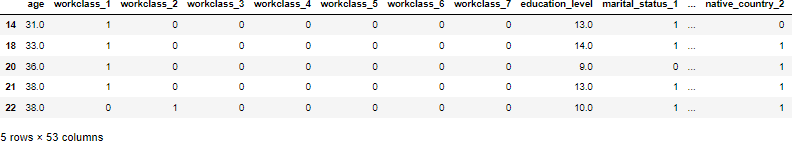 age workclass_1 workclass_2 workclass_3 workclass_4 workclass_5 workclass_6 workclass_7 education_level marital_status_1 ... native_country_2
14 31.0 1 0 0 0 0 0 0 13.0 1 ... 0
18 33.0 1 0 0 0 0 0 0 14.0 1 ... 1
20 36.0 1 0 0 0 0 0 0 9.0 0 ... 1
21 38.0 1 0 0 0 0 0 0 13.0 1 ... 1
22 38.0 0 1 0 0 0 0 0 10.0 1 ... 1
5 rows × 53 columns